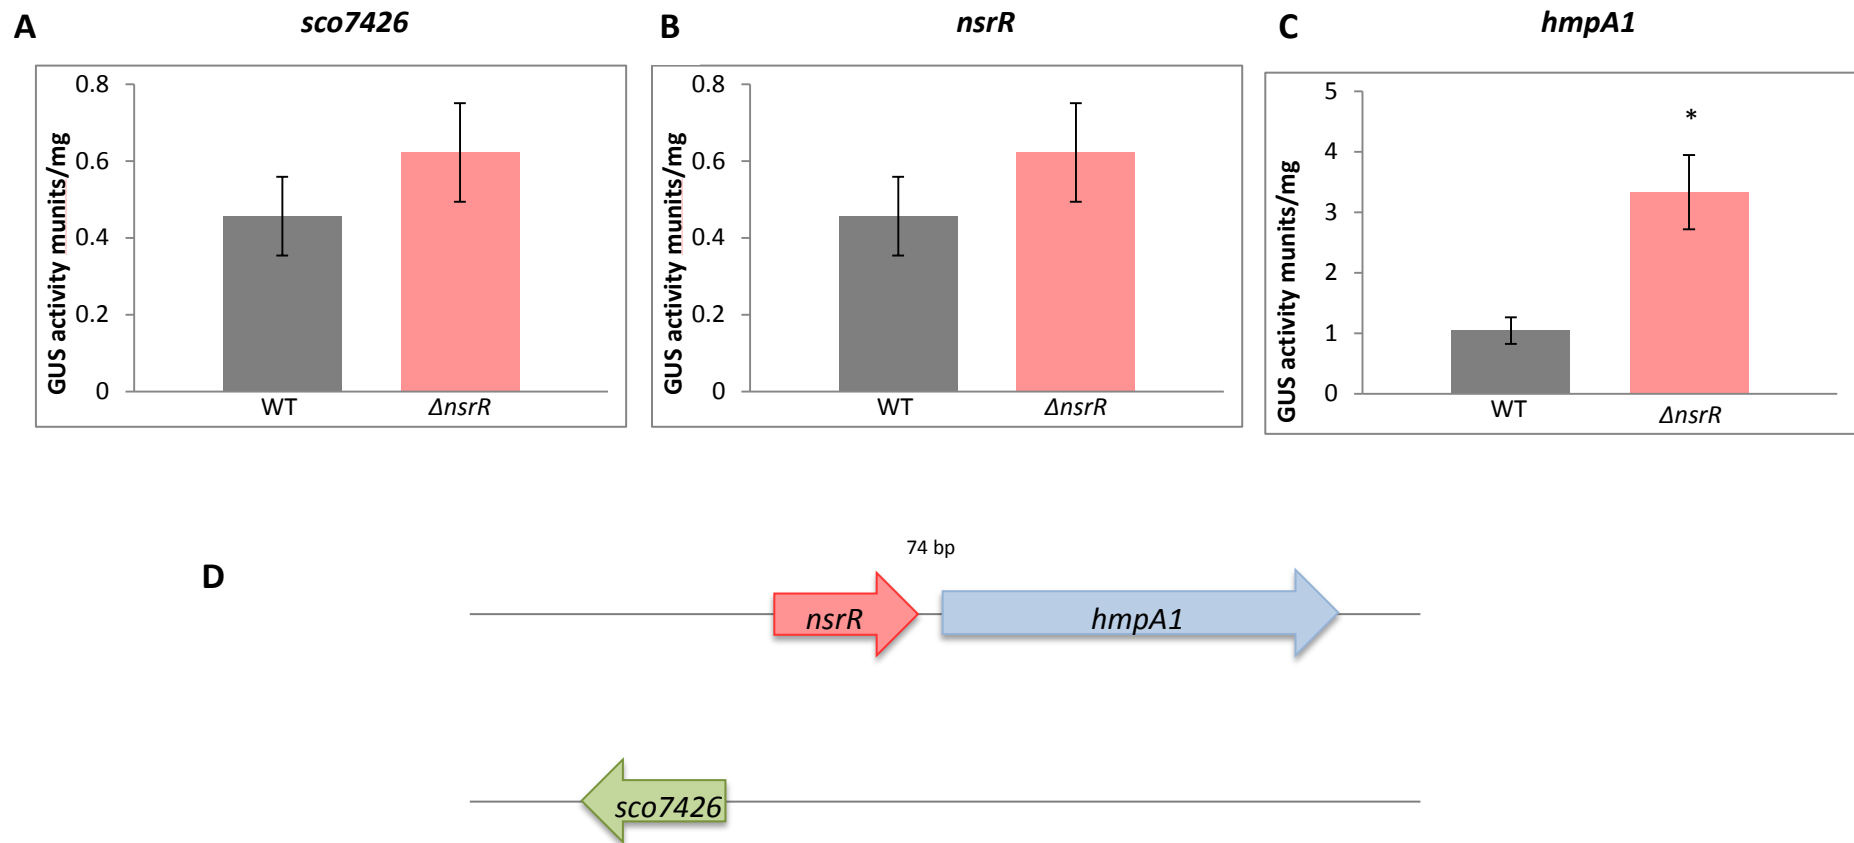 A
sco7426
GUS activity munits/mg
0.8
0.6
0.4
0.2
0
WT
ΔnsrR
B
nsrR
GUS activity munits/mg
0.8
0.6
0.4
0.2
0
WT
ΔnsrR
C
hmpA1
GUS activity munits/mg
5
4
3
2
1
0
*
WT
ΔnsrR
D
74 bp
nsrR
hmpA1
sco7426